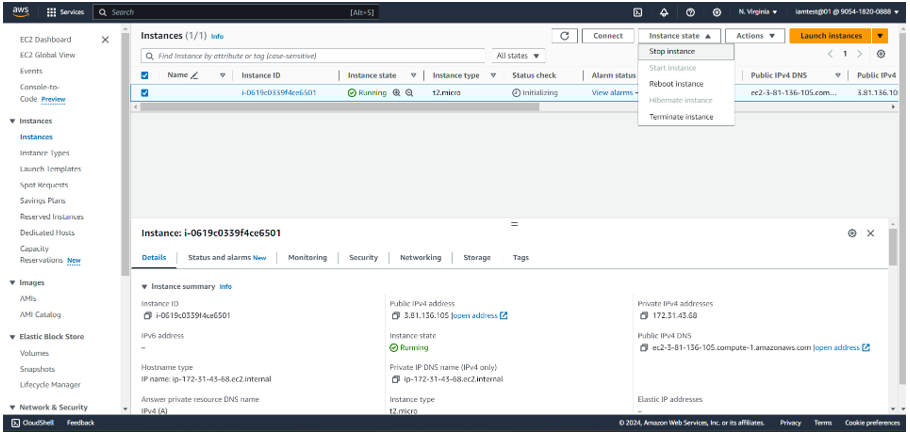 aws Services Search [Alt+S] N. Virginia iamtest@01 @ 9054-1820-0888
EC2 Dashboard
EC2 Global View
Events
Console-to-
Code Preview
Instances
Instances
Instance Types
Launch Templates
Spot Requests
Savings Plans
Reserved Instances
Dedicated Hosts
Capacity
Reservations New
Images
AMIs
AMI Catalog
Elastic Block Store
Volumes
Snapshots
Lifecycle Manager
Network & Security
Instances (1/1) Info Connect Instance state Actions Launch instances
Find Instance by attribute or tag (case-sensitive) All states 1
Stop instance
Start instance
Reboot instance
Hibernate instance
Terminate instance
Name Instance ID Instance state Instance type Status check Alarm status Public IPv4 DNS Public IPv4
i-0619c0339f4ce6501 Running t2.micro Initializing View alarms ec2-3-81-136-105.com... 3.81.136.10
Instance: i-0619c0339f4ce6501
Details Status and alarms New Monitoring Security Networking Storage Tags
Instance summary Info
Instance ID Public IPv4 address Private IPv4 addresses
i-0619c0339f4ce6501 3.81.136.105 |open address 172.31.43.68
IPv6 address Instance state Public IPv4 DNS
– Running ec2-3-81-136-105.compute-1.amazonaws.com |open address
Hostname type Private IP DNS name (IPv4 only)
IP name: ip-172-31-43-68.ec2.internal ip-172-31-43-68.ec2.internal
Answer private resource DNS name Instance type Elastic IP addresses
IPv4 (A) t2.micro –
CloudShell Feedback © 2024, Amazon Web Services, Inc. or its affiliates. Privacy Terms Cookie preferences